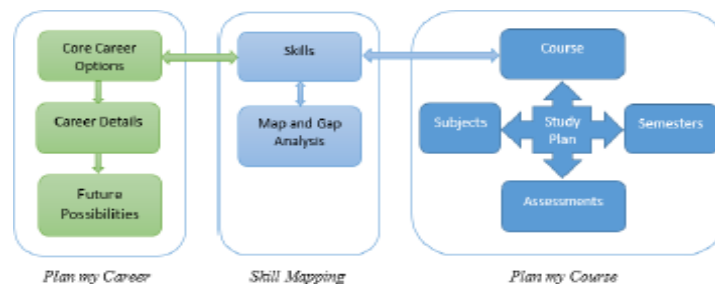 Core Career
Options
Career Details
Future
Possibilities
Plan my Career
Skills
Map and Gap
Analysis
Skill Mapping
Course
Subjects
Study
Plan
Semesters
Assessments
Plan my Course